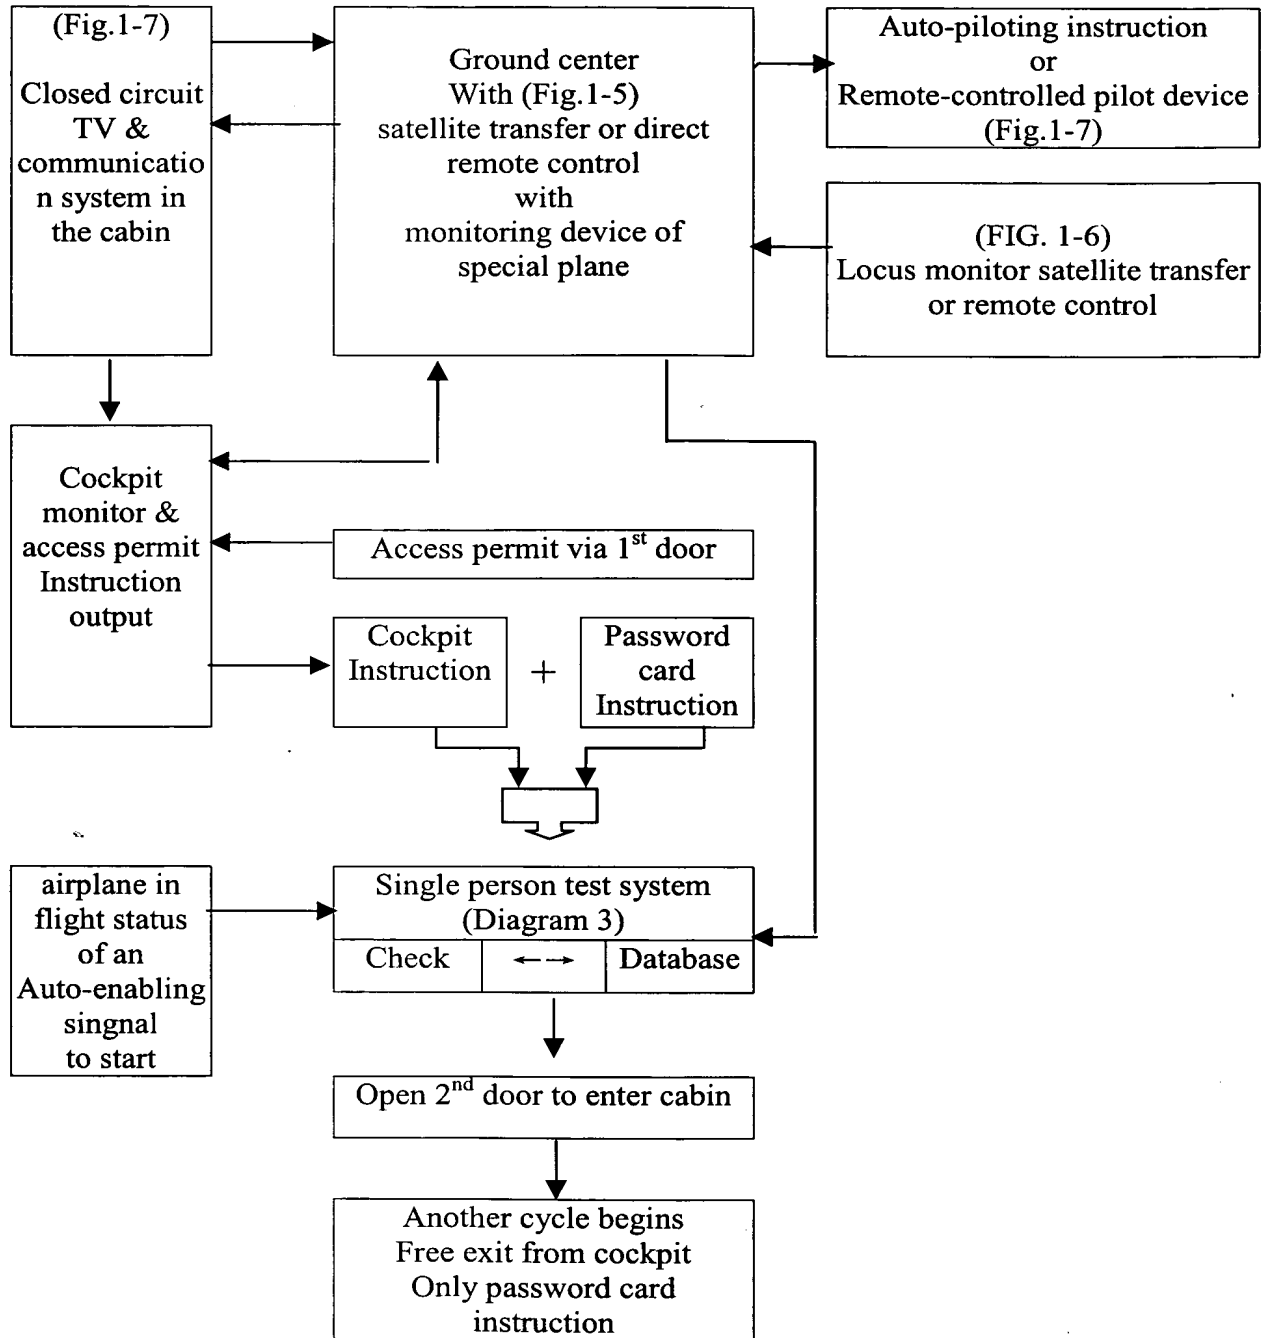 (Fig.1-7)
Closed circuit
TV &
communicatio
n system in
the cabin
Ground center
With (Fig.1-5)
satellite transfer or direct
remote control
with
monitoring device of
special plane
Auto-piloting instruction
or
Remote-controlled pilot device
(Fig.1-7)
(FIG. 1-6)
Locus monitor satellite transfer
or remote control
Cockpit
monitor &
access permit
Instruction
output
Access permit via 1st door
Cockpit
Instruction
+
Password
card
Instruction
airplane in
flight status
of an
Auto-enabling
singnal
to start
Single person test system
(Diagram 3)
Check
Database
Open 2nd door to enter cabin
Another cycle begins
Free exit from cockpit
Only password card
instruction